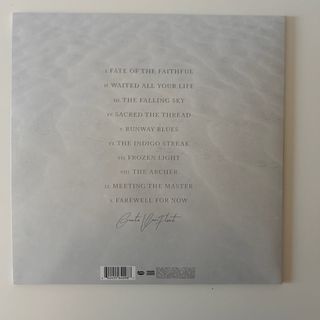 I. FATE OF THE FAITHFUL
II. WAITED ALL YOUR LIFE
III. THE FALLING SKY
IV. SACRED THE THREAD
V. RUNWAY BLUES
VI. THE INDIGO STREAK
VII. FROZEN LIGHT
VIII. THE ARCHER
IX. MEETING THE MASTER
X. FAREWELL FOR NOW
Greta Van Fleet